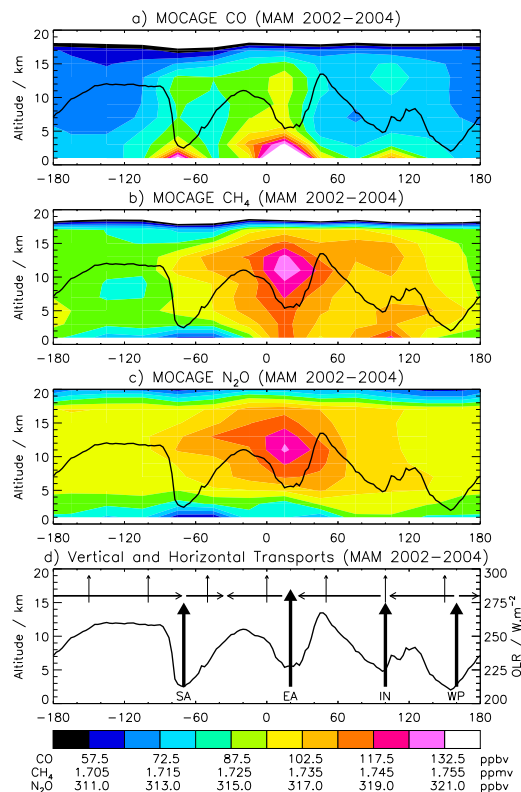 a) MOCAGE CO (MAM 2002−2004)
20
15
10
5
0
Altitude / km
−180 −120 −60 0 60 120 180
b) MOCAGE CH₄ (MAM 2002−2004)
20
15
10
5
0
Altitude / km
−180 −120 −60 0 60 120 180
c) MOCAGE N₂O (MAM 2002−2004)
20
15
10
5
0
Altitude / km
−180 −120 −60 0 60 120 180
d) Vertical and Horizontal Transports (MAM 2002−2004)
20 300
15 275
10 250
5 225
0 200
Altitude / km
OLR / W.m⁻²
SA EA IN WP
−180 −120 −60 0 60 120 180
CO 57.5 72.5 87.5 102.5 117.5 132.5 ppbv
CH₄ 1.705 1.715 1.725 1.735 1.745 1.755 ppmv
N₂O 311.0 313.0 315.0 317.0 319.0 321.0 ppbv